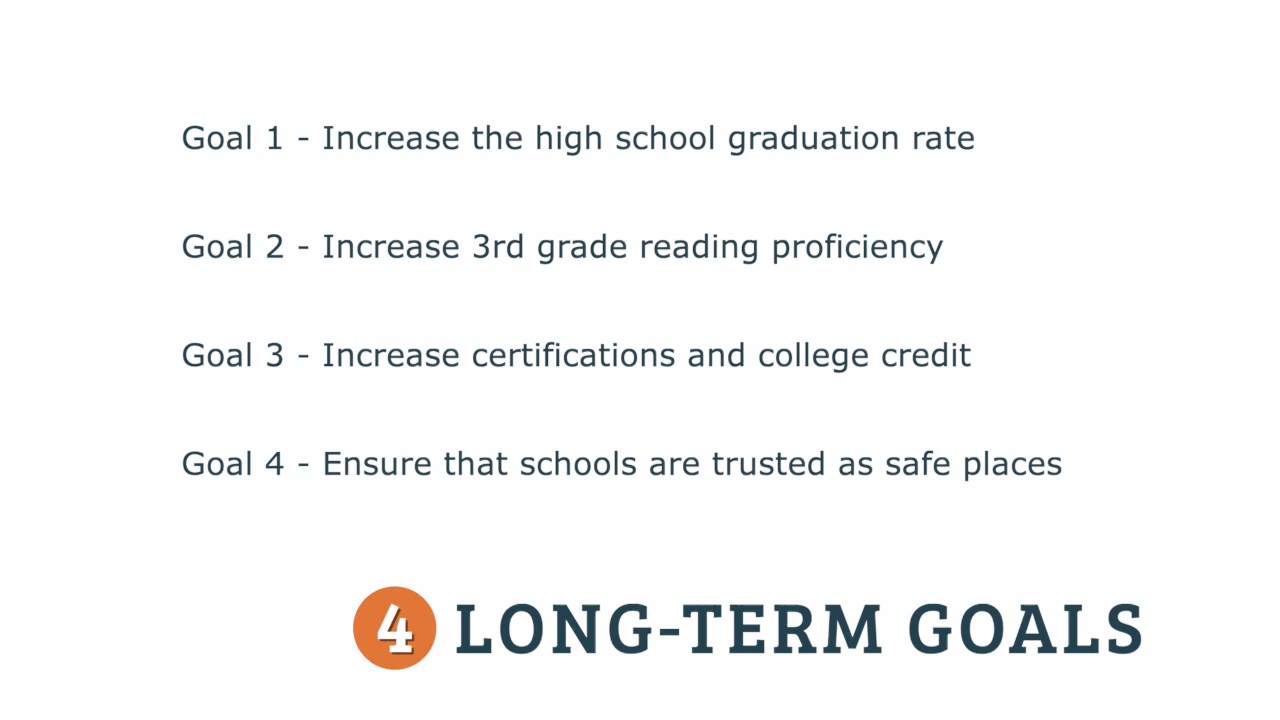 Goal 1 - Increase the high school graduation rate
Goal 2 - Increase 3rd grade reading proficiency
Goal 3 - Increase certifications and college credit
Goal 4 - Ensure that schools are trusted as safe places
4 LONG-TERM GOALS